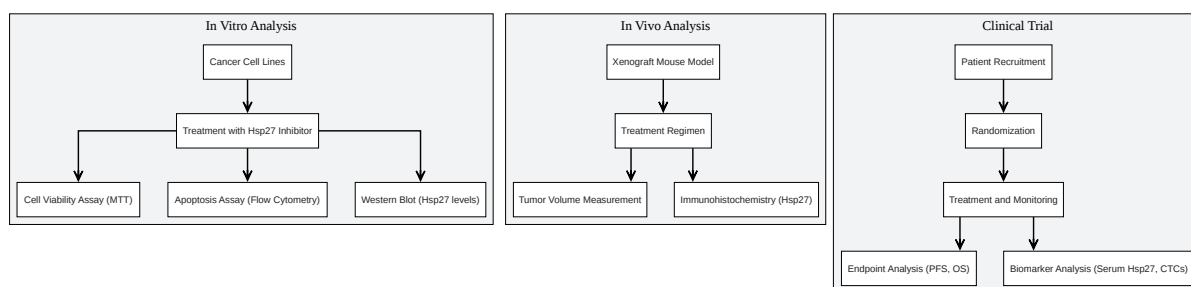 In Vitro Analysis
Cancer Cell Lines
Treatment with Hsp27 Inhibitor
Cell Viability Assay (MTT)
Apoptosis Assay (Flow Cytometry)
Western Blot (Hsp27 levels)
In Vivo Analysis
Xenograft Mouse Model
Treatment Regimen
Tumor Volume Measurement
Immunohistochemistry (Hsp27)
Clinical Trial
Patient Recruitment
Randomization
Treatment and Monitoring
Endpoint Analysis (PFS, OS)
Biomarker Analysis (Serum Hsp27, CTCs)